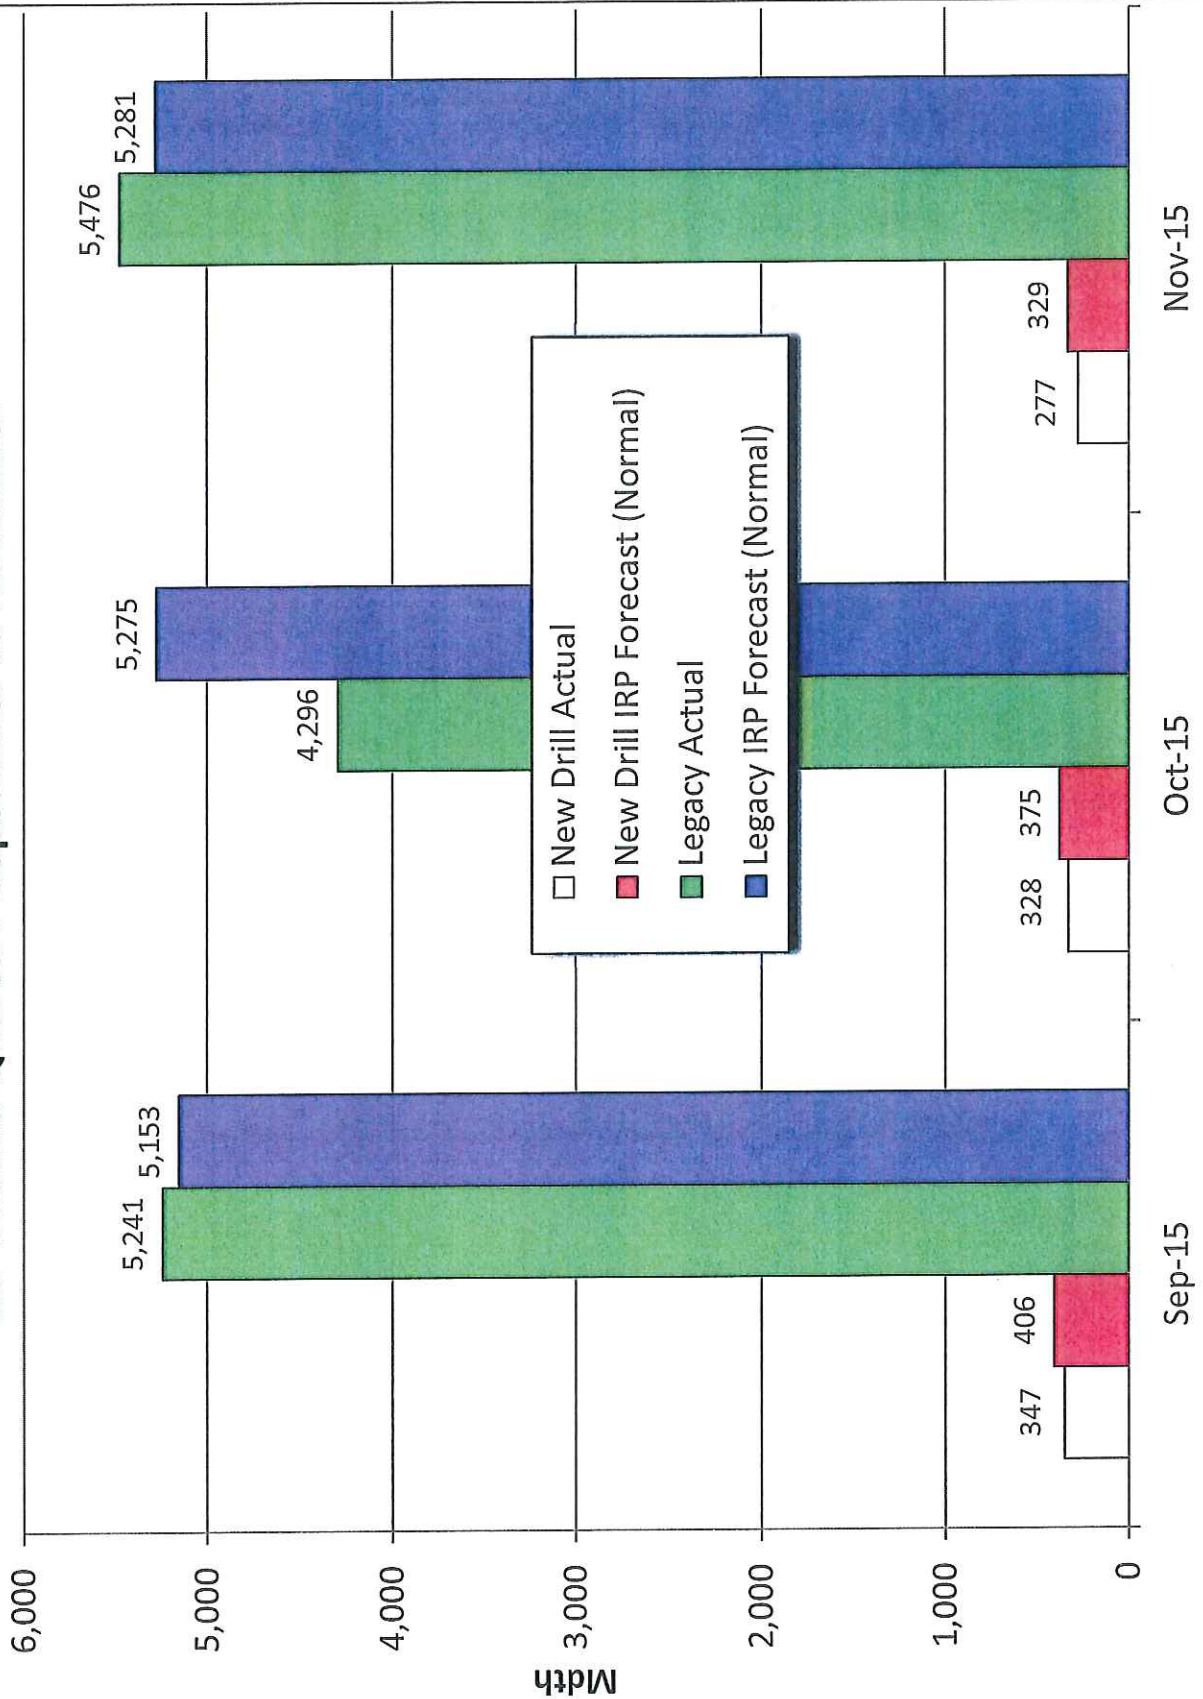 6,000
5,000
4,000
3,000
2,000
1,000
0
Mdth
347
406
5,241
5,153
328
375
4,296
5,275
277
329
5,476
5,281
New Drill Actual
New Drill IRP Forecast (Normal)
Legacy Actual
Legacy IRP Forecast (Normal)
Sep-15
Oct-15
Nov-15